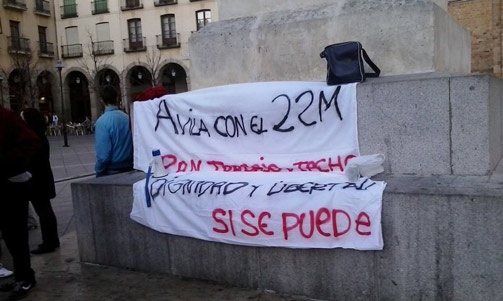 AVILA CON EL 22M
PAN TRABAJO TECHO
DIGNIDAD Y LIBERTAD
SI SE PUEDE